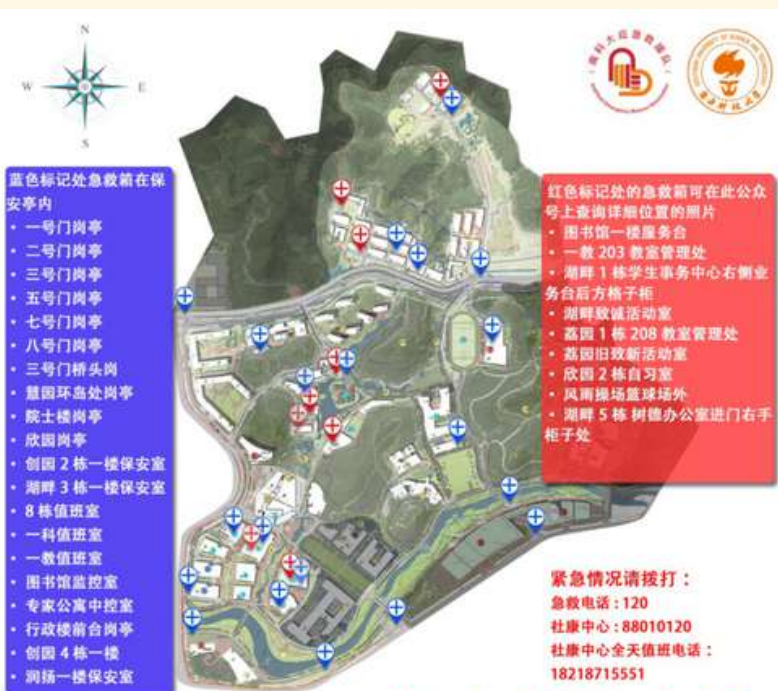 N
W
E
S
南科大应急救援队
南方科技大学
蓝色标记处急救箱在保
安亭内
• 一号门岗亭
• 二号门岗亭
• 三号门岗亭
• 五号门岗亭
• 七号门岗亭
• 八号门岗亭
• 三号门桥头岗
• 慧园环岛处岗亭
• 院士楼岗亭
• 欣园岗亭
• 创园 2 栋一楼保安室
• 湖畔 3 栋一楼保安室
• 8 栋值班室
• 一科值班室
• 一教值班室
• 图书馆监控室
• 专家公寓中控室
• 行政楼前台岗亭
• 创园 4 栋一楼
• 润扬一楼保安室
红色标记处的急救箱可在此公众
号上查询详细位置的照片
• 图书馆一楼服务台
• 一教 203 教室管理处
• 湖畔 1 栋学生事务中心右侧业
务台后方格子柜
• 湖畔致诚活动室
• 荔园 1 栋 208 教室管理处
• 荔园旧致新活动室
• 欣园 2 栋自习室
• 风雨操场篮球场外
• 湖畔 5 栋 树德办公室进门右手
柜子处
紧急情况请拨打：
急救电话：120
社康中心：88010120
社康中心全天值班电话：
18218715551